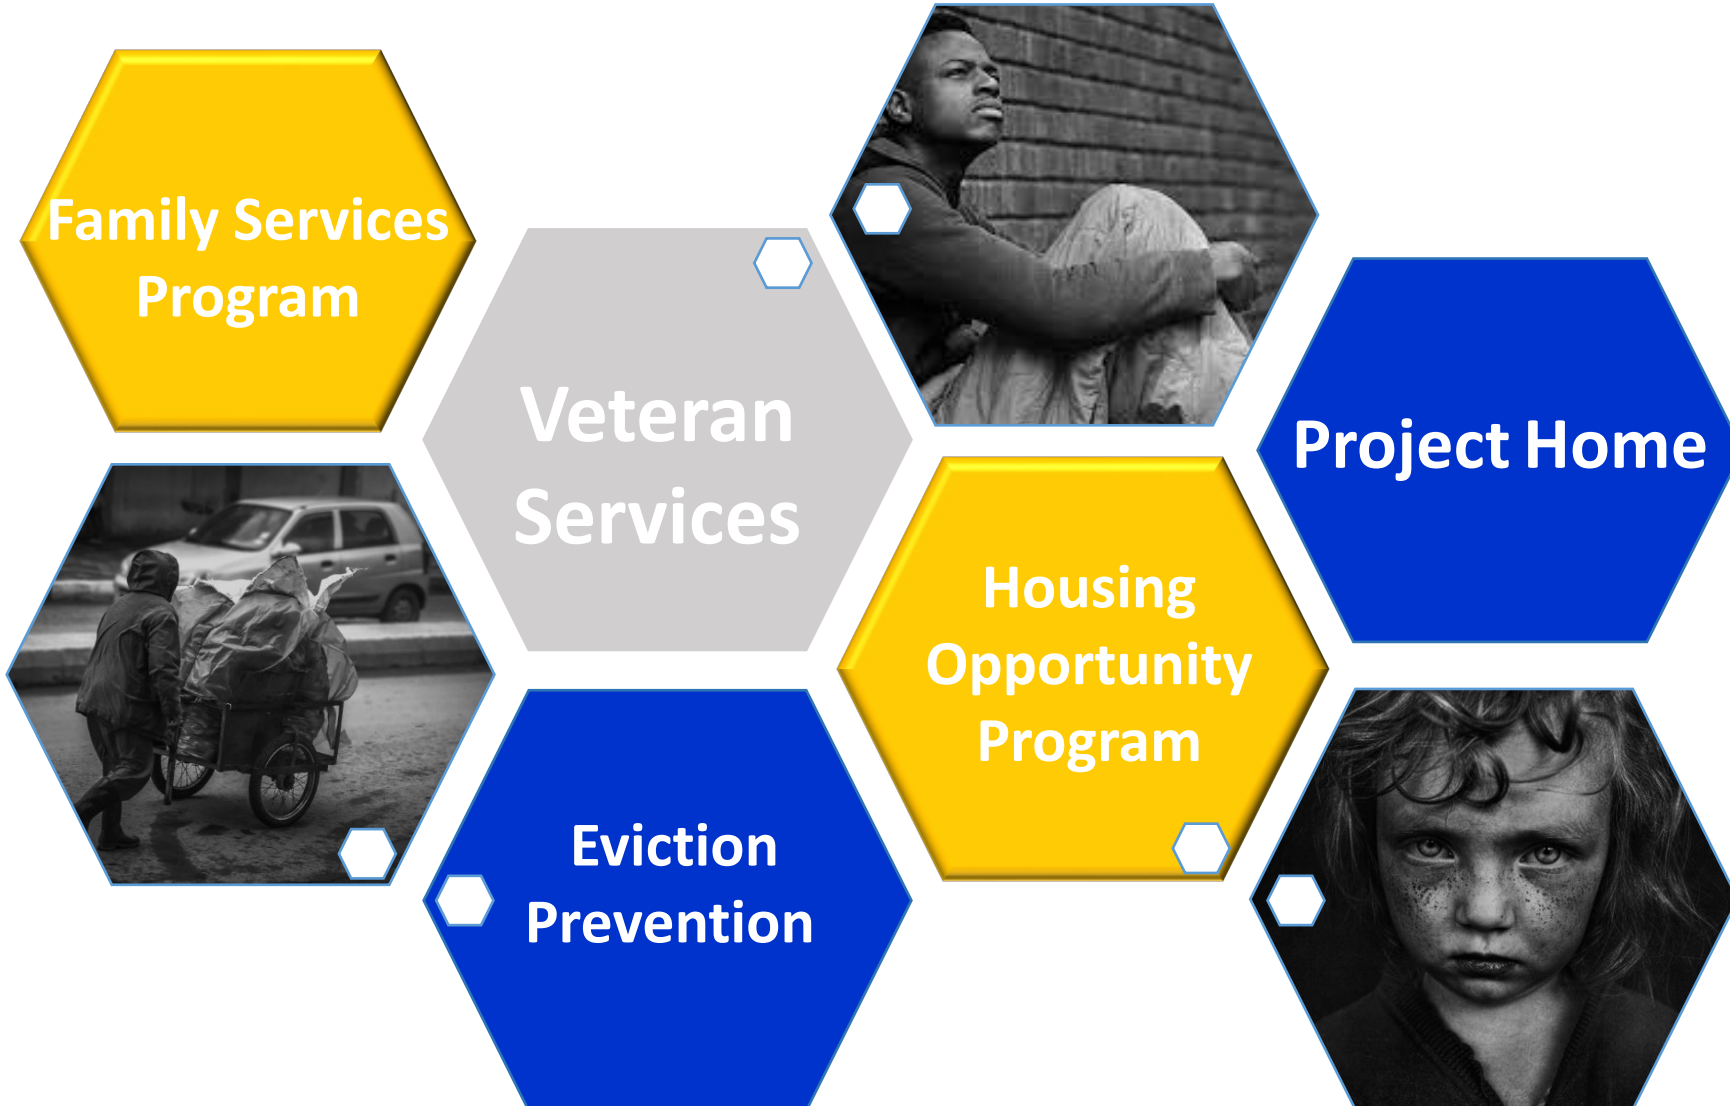 Family Services
Program
Veteran
Services
Project Home
Housing
Opportunity
Program
Eviction
Prevention